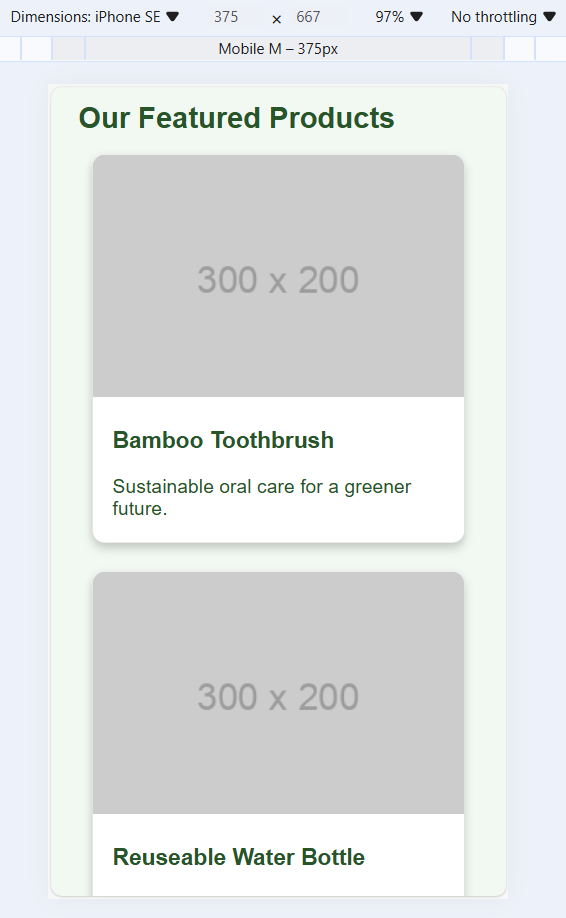 Dimensions: iPhone SE 375 × 667 97% No throttling
Mobile M – 375px
Our Featured Products
300 x 200
Bamboo Toothbrush
Sustainable oral care for a greener
future.
300 x 200
Reuseable Water Bottle